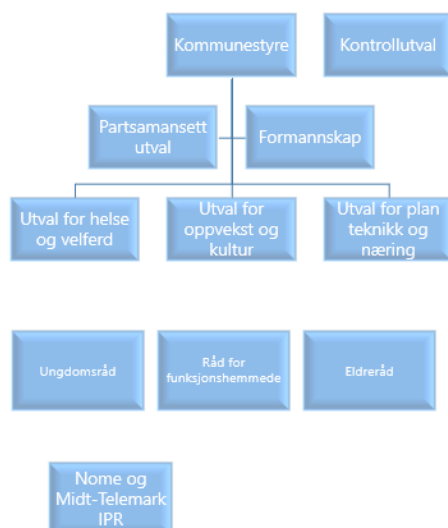 Kommunestyre
Kontrollutval
Partsamansett
utval
Formannskap
Utval for helse
og velferd
Utval for
oppvekst og
kultur
Utval for plan
teknikk og
næring
Ungdomsråd
Råd for
funksjonshemmede
Eldreråd
Nome og
Midt-Telemark
IPR